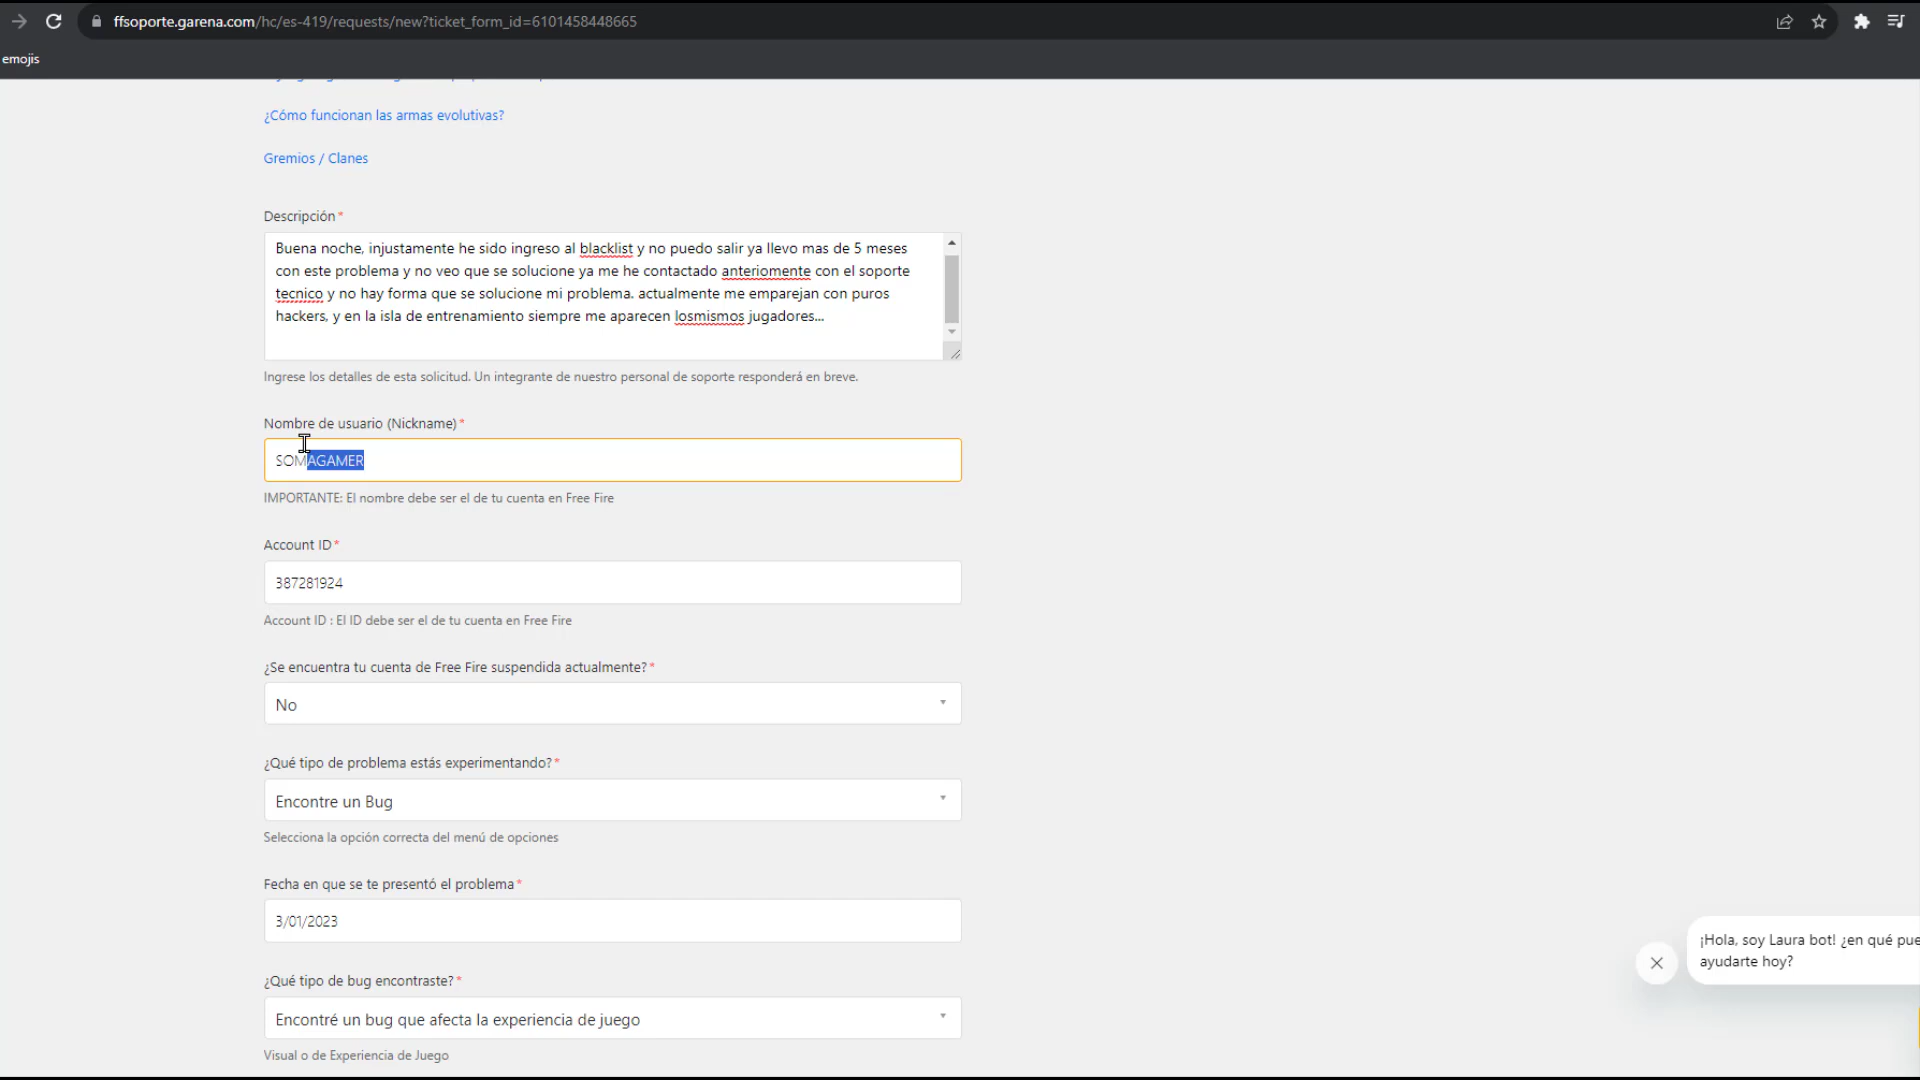 ffsoporte.garena.com/hc/es-419/requests/new?ticket_form_id=6101458448665
emojis
¿Cómo funcionan las armas evolutivas?
Gremios / Clanes
Descripción*
Buena noche, injustamente he sido ingreso al blacklist y no puedo salir ya llevo mas de 5 meses
con este problema y no veo que se solucione ya me he contactado anteriomente con el soporte
tecnico y no hay forma que se solucione mi problema. actualmente me emparejan con puros
hackers, y en la isla de entrenamiento siempre me aparecen losmismos jugadores...
Ingrese los detalles de esta solicitud. Un integrante de nuestro personal de soporte responderá en breve.
Nombre de usuario (Nickname)*
SOMAGAMER
IMPORTANTE: El nombre debe ser el de tu cuenta en Free Fire
Account ID*
387281924
Account ID : El ID debe ser el de tu cuenta en Free Fire
¿Se encuentra tu cuenta de Free Fire suspendida actualmente?*
No
¿Qué tipo de problema estás experimentando?*
Encontre un Bug
Selecciona la opción correcta del menú de opciones
Fecha en que se te presentó el problema*
3/01/2023
¡Hola, soy Laura bot! ¿en qué pue
ayudarte hoy?
¿Qué tipo de bug encontraste?*
Encontré un bug que afecta la experiencia de juego
Visual o de Experiencia de Juego